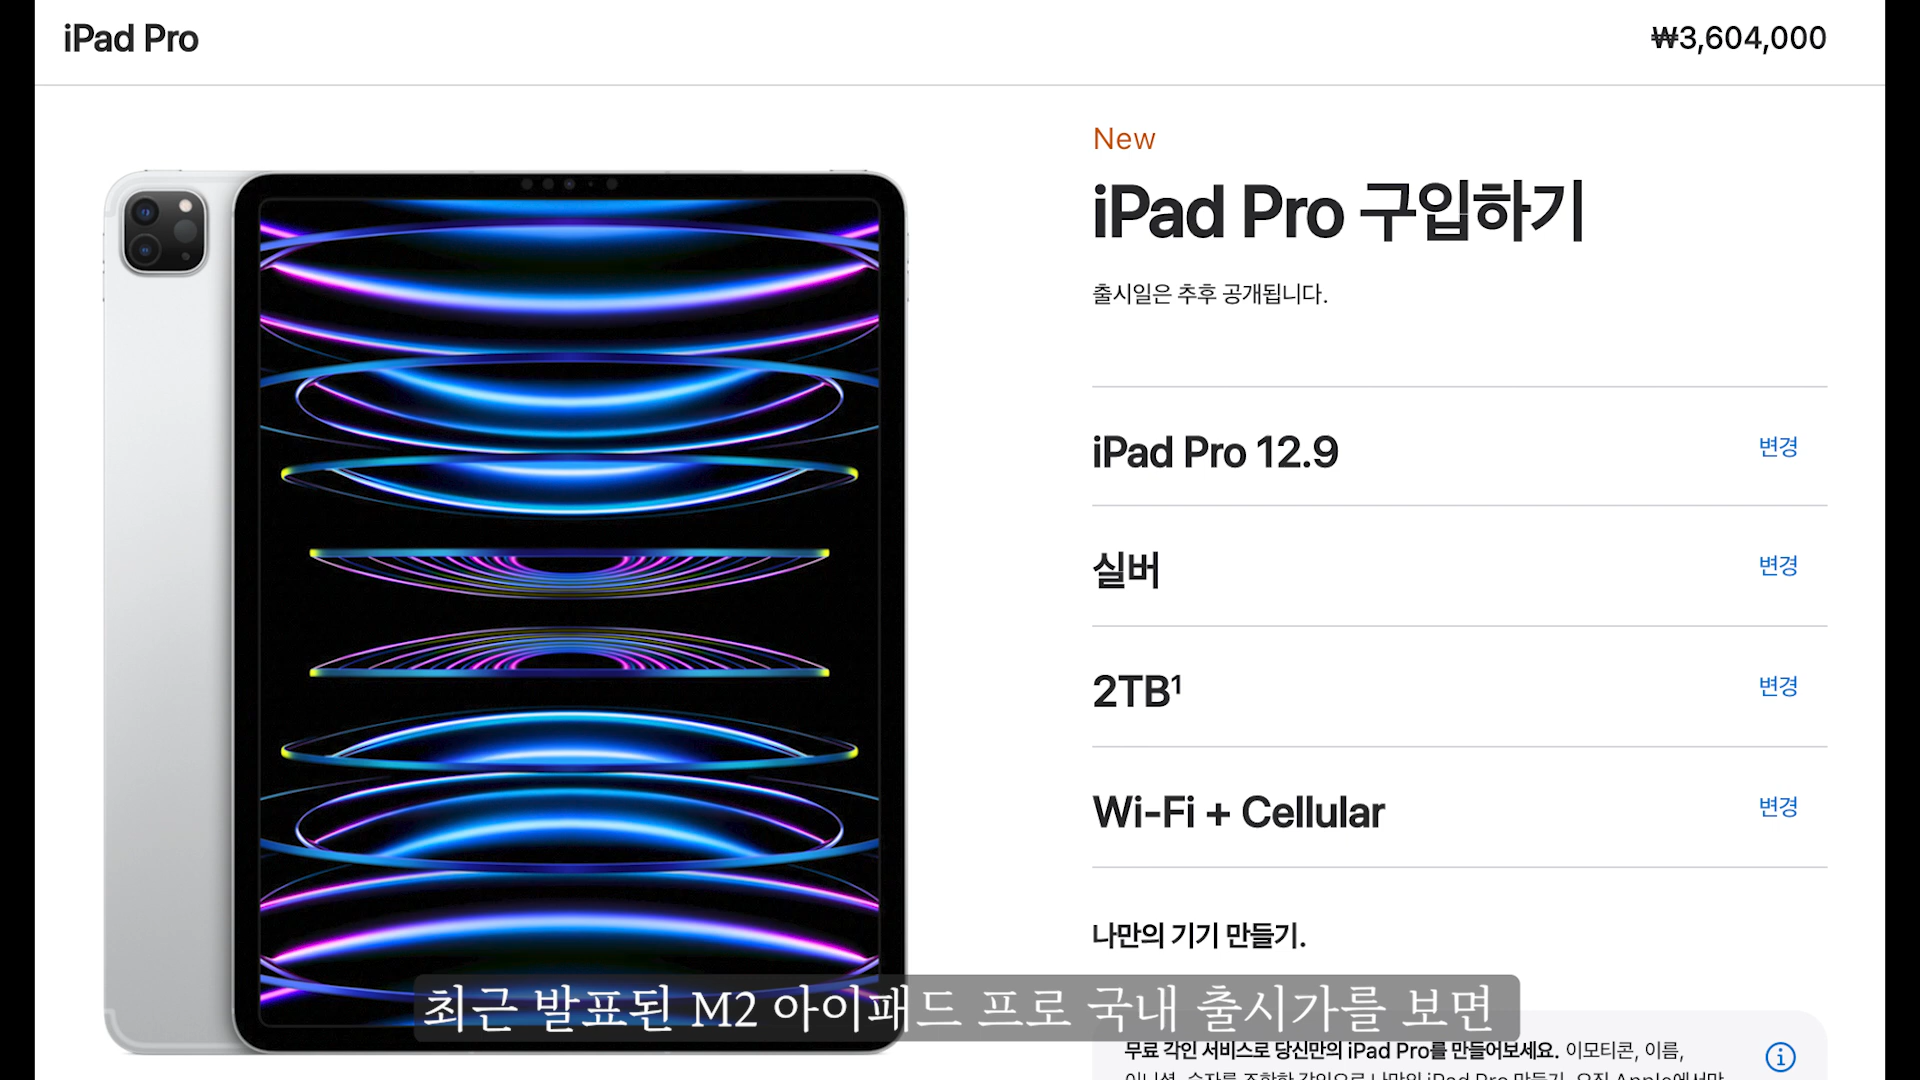 iPad Pro
₩3,604,000
New
iPad Pro 구입하기
출시일은 추후 공개됩니다.
iPad Pro 12.9
변경
실버
변경
2TB¹
변경
Wi-Fi + Cellular
변경
나만의 기기 만들기.
최근 발표된 M2 아이패드 프로 국내 출시가를 보면
무료 각인 서비스로 당신만의 iPad Pro를 만들어보세요. 이모티콘, 이름,